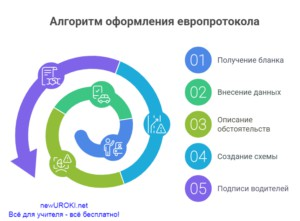 Алгоритм оформления европротокола
01 Получение бланка
02 Внесение данных
03 Описание
обстоятельств
04 Создание схемы
05 Подписи водителей
newUROKI.net
Всё для учителя - всё бесплатно!